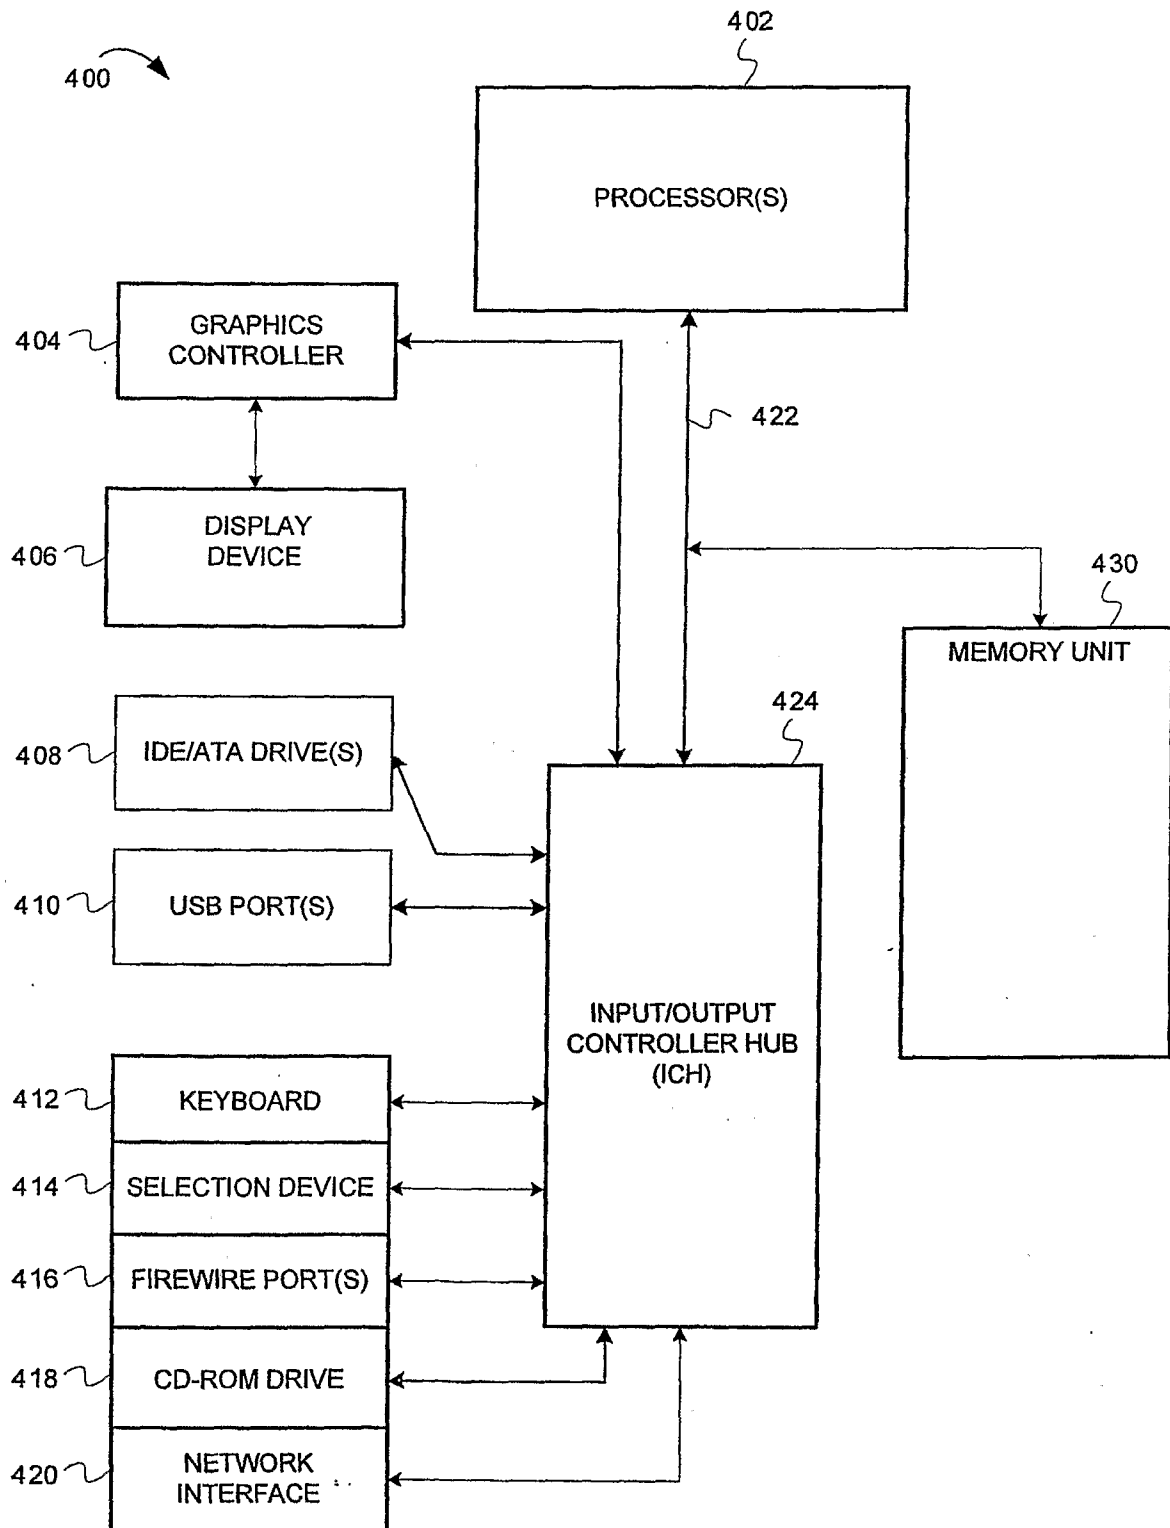 402
400
PROCESSOR(S)
404
GRAPHICS
CONTROLLER
422
406
DISPLAY
DEVICE
430
MEMORY UNIT
424
408
IDE/ATA DRIVE(S)
410
USB PORT(S)
INPUT/OUTPUT
CONTROLLER HUB
(ICH)
412
KEYBOARD
414
SELECTION DEVICE
416
FIREWIRE PORT(S)
418
CD-ROM DRIVE
420
NETWORK
INTERFACE